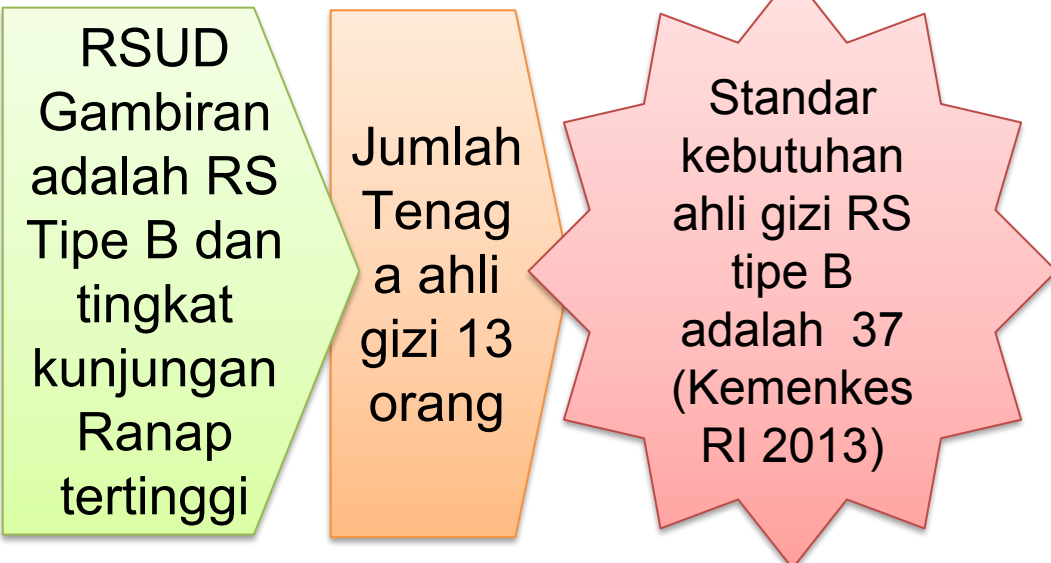 RSUD
Gambiran
adalah RS
Tipe B dan
tingkat
kunjungan
Ranap
tertinggi
Jumlah
Tenag
a ahli
gizi 13
orang
Standar
kebutuhan
ahli gizi RS
tipe B
adalah 37
(Kemenkes
RI 2013)